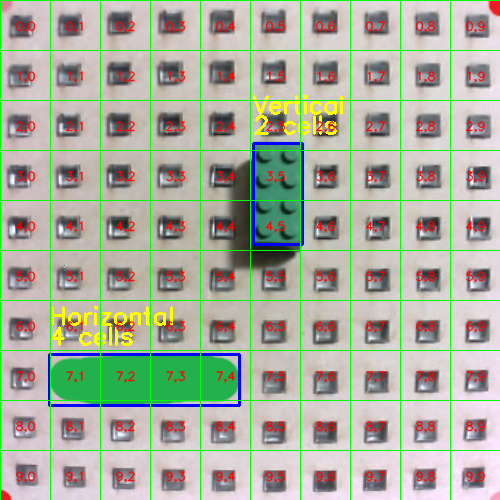 0,0 0,1 0,2 0,3 0,4 0,5 0,6 0,7 0,8 0,9
1,0 1,1 1,2 1,3 1,4 1,5 1,6 1,7 1,8 1,9
Vertical
2 cells
2,0 2,1 2,2 2,3 2,4 2,5 2,6 2,7 2,8 2,9
3,0 3,1 3,2 3,3 3,4 3,5 3,6 3,7 3,8 3,9
4,0 4,1 4,2 4,3 4,4 4,5 4,6 4,7 4,8 4,9
5,0 5,1 5,2 5,3 5,4 5,5 5,6 5,7 5,8 5,9
Horizontal
4 cells
6,0 6,1 6,2 6,3 6,4 6,5 6,6 6,7 6,8 6,9
7,0 7,1 7,2 7,3 7,4 7,5 7,6 7,7 7,8 7,9
8,0 8,1 8,2 8,3 8,4 8,5 8,6 8,7 8,8 8,9
9,0 9,1 9,2 9,3 9,4 9,5 9,6 9,7 9,8 9,9